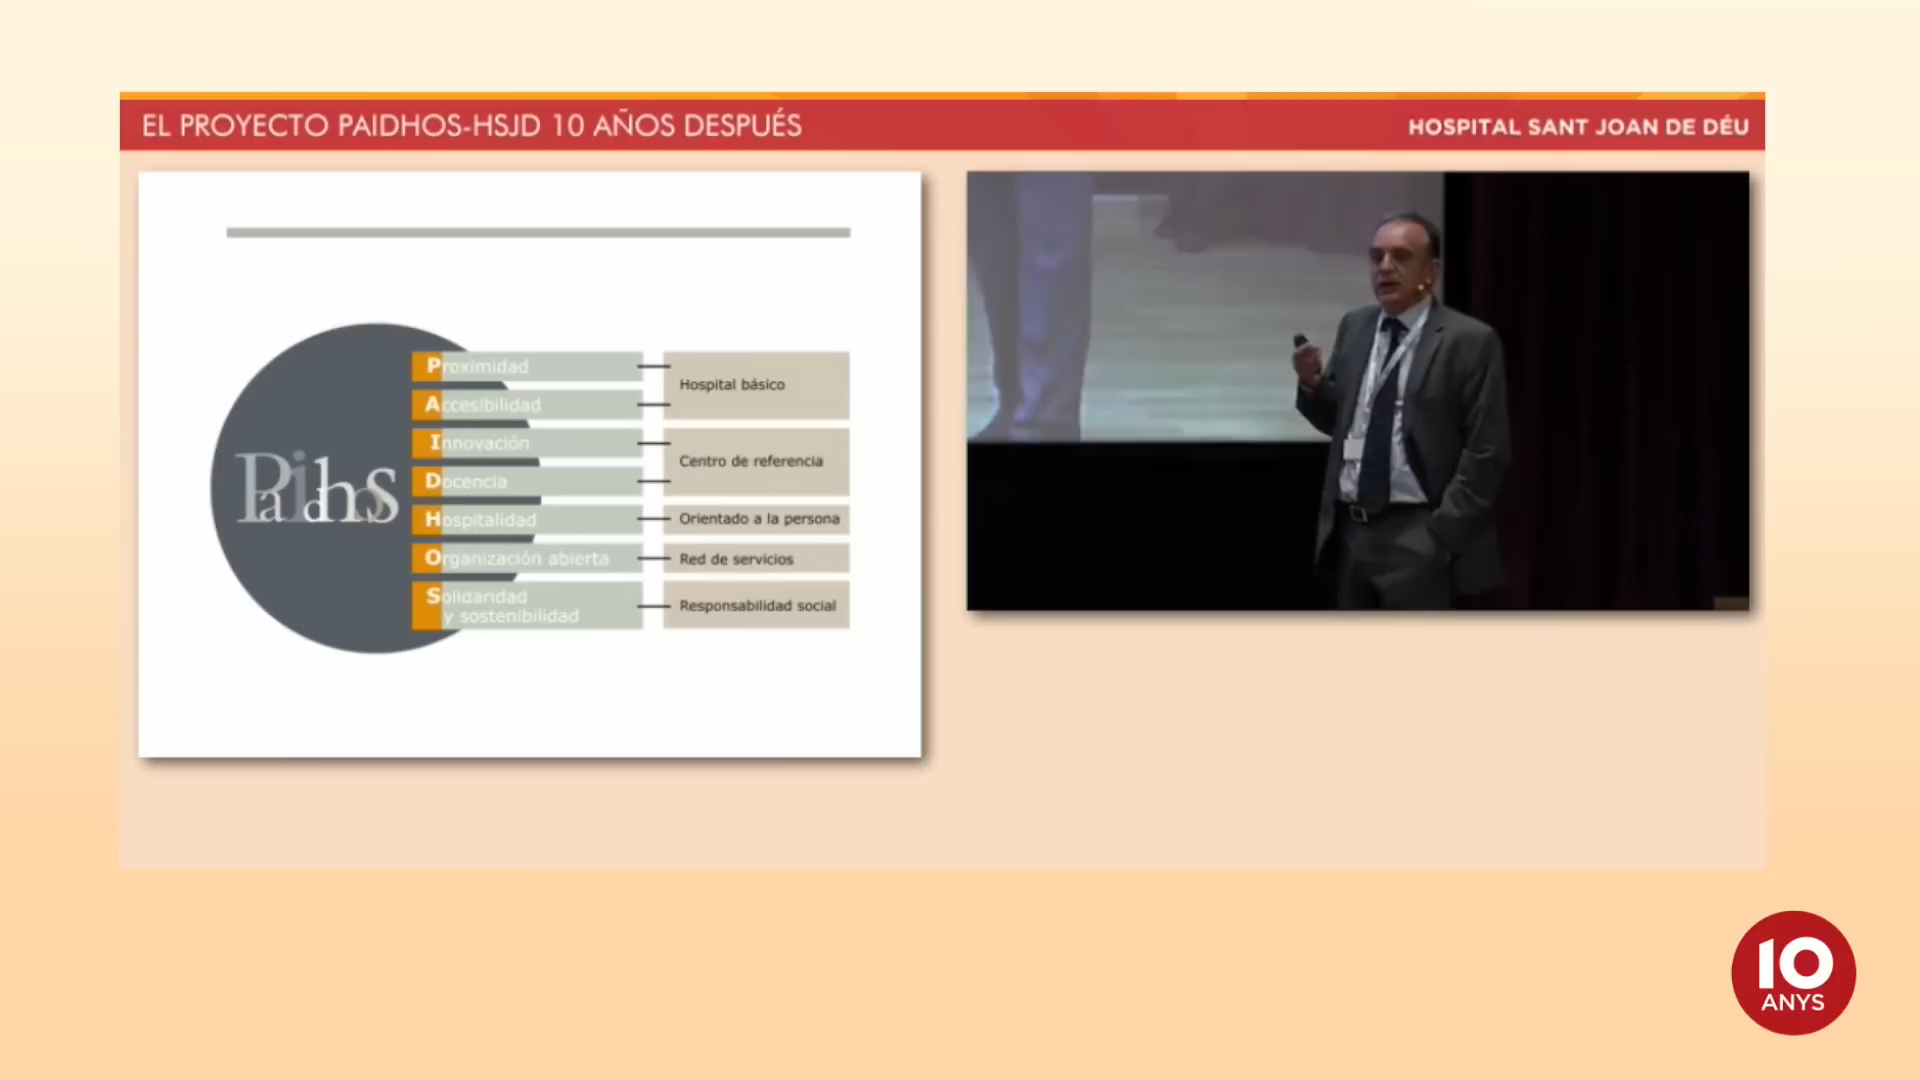 EL PROYECTO PAIDHOS-HSJD 10 AÑOS DESPUÉS
HOSPITAL SANT JOAN DE DÉU
Paidhos
Proximidad
Accesibilidad
Hospital básico
Innovación
Docencia
Centro de referencia
Hospitalidad
Orientado a la persona
Organización abierta
Red de servicios
Solidaridad
y sostenibilidad
Responsabilidad social
10
ANYS